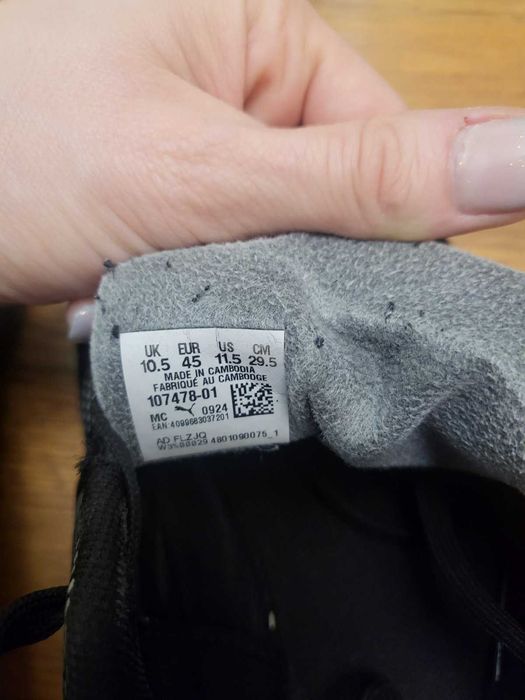 UK EUR US CM
10.5 45 11.5 29.5
MADE IN CAMBODIA
FABRIQUÉ AU CAMBODGE
107478-01
MC 0924
EAN:4099683037201
AD FLZJQ
4801090075_1